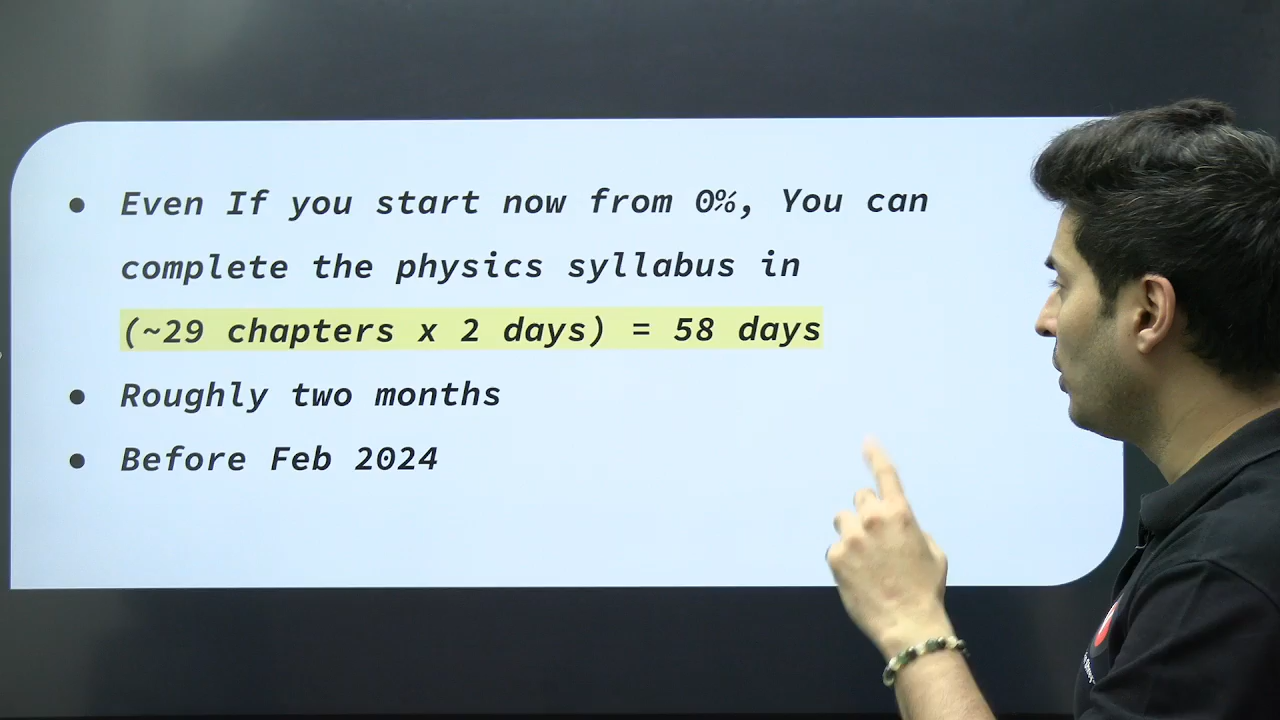 ● Even If you start now from 0%, You can
complete the physics syllabus in
(~29 chapters x 2 days) = 58 days
● Roughly two months
● Before Feb 2024